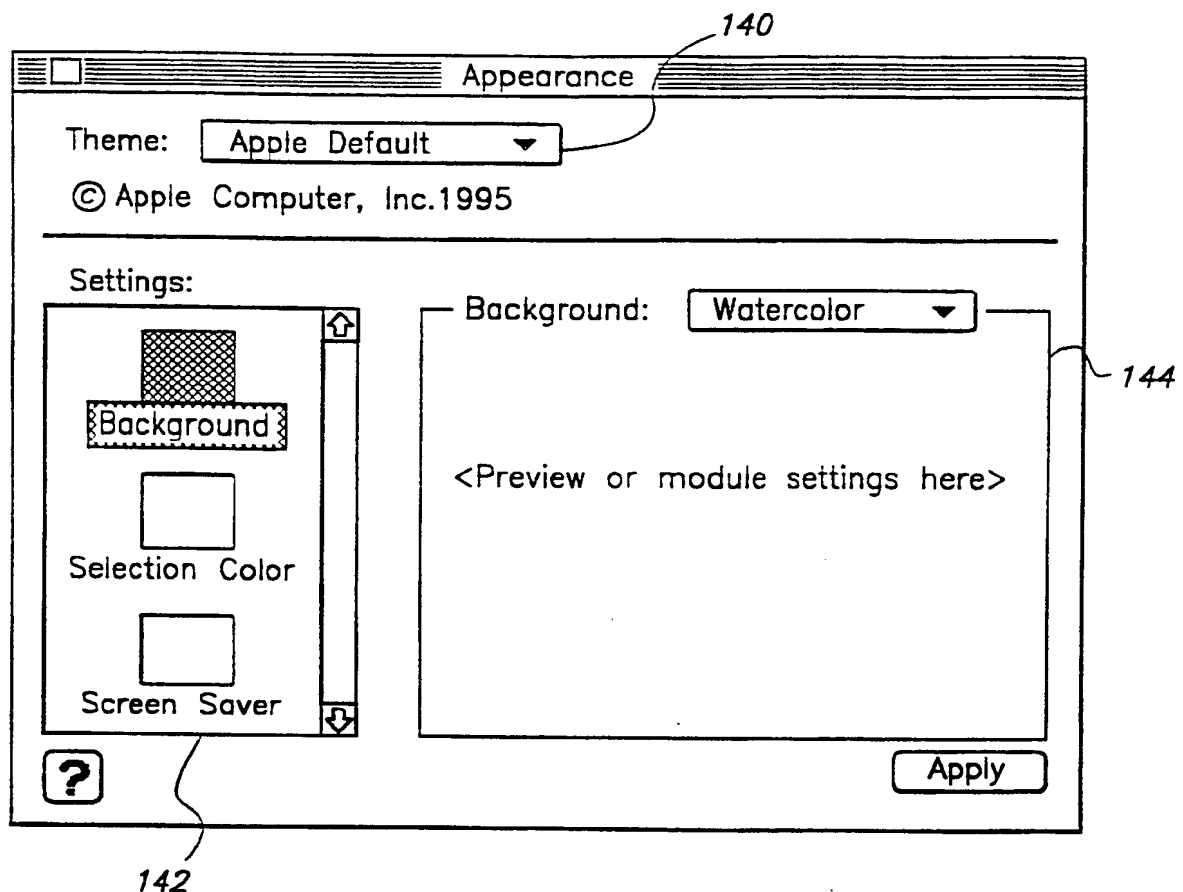 140
Appearance
Theme: Apple Default
© Apple Computer, Inc.1995
Settings:
Background
Selection Color
Screen Saver
Background: Watercolor
<Preview or module settings here>
144
?
Apply
142